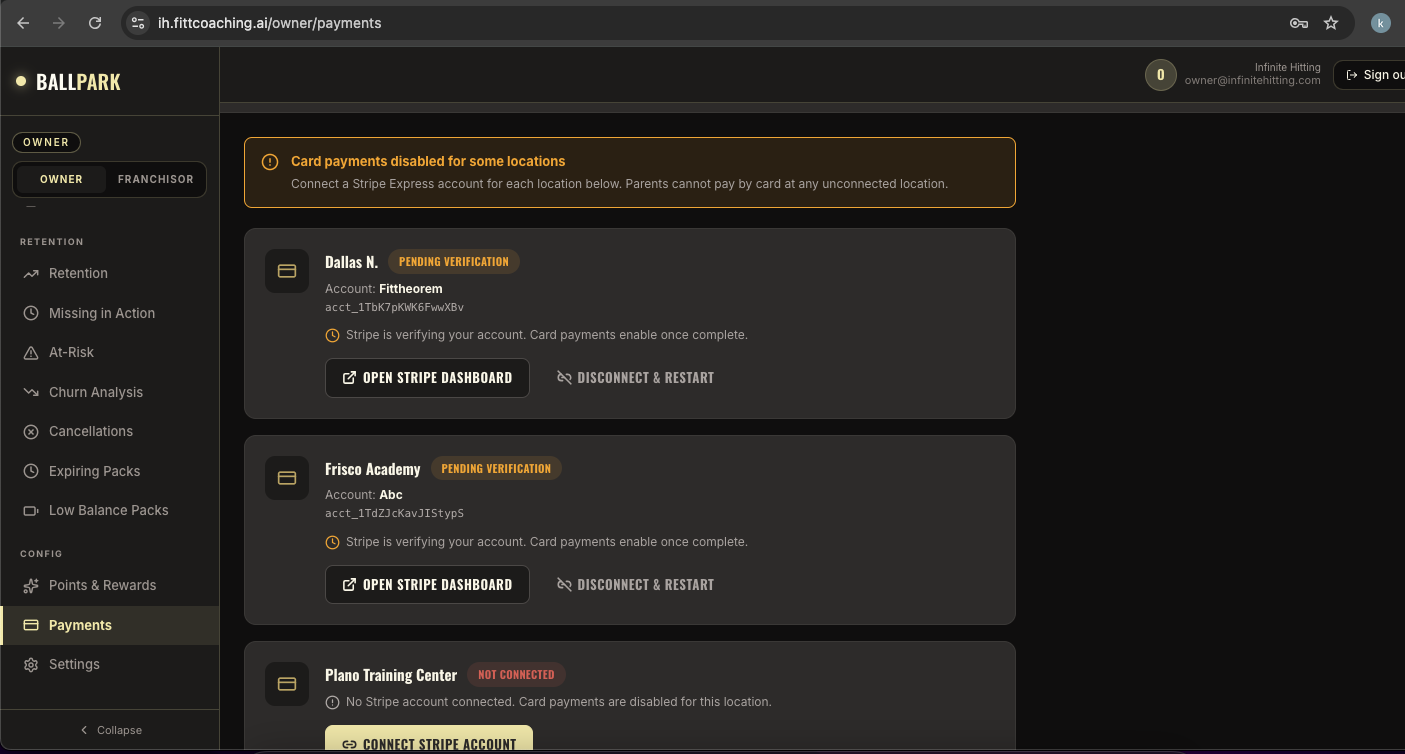 ih.fittcoaching.ai/owner/payments
k
BALLPARK
0
Infinite Hitting
owner@infinitehitting.com
Sign ou
OWNER
OWNER
FRANCHISOR
RETENTION
Retention
Missing in Action
At-Risk
Churn Analysis
Cancellations
Expiring Packs
Low Balance Packs
CONFIG
Points & Rewards
Payments
Settings
Collapse
Card payments disabled for some locations
Connect a Stripe Express account for each location below. Parents cannot pay by card at any unconnected location.
Dallas N. PENDING VERIFICATION
Account: Fittheorem
acct_1TbK7pKWK6FwwXBv
Stripe is verifying your account. Card payments enable once complete.
OPEN STRIPE DASHBOARD
DISCONNECT & RESTART
Frisco Academy PENDING VERIFICATION
Account: Abc
acct_1TdZJcKavJIStypS
Stripe is verifying your account. Card payments enable once complete.
OPEN STRIPE DASHBOARD
DISCONNECT & RESTART
Plano Training Center NOT CONNECTED
No Stripe account connected. Card payments are disabled for this location.
CONNECT STRIPE ACCOUNT